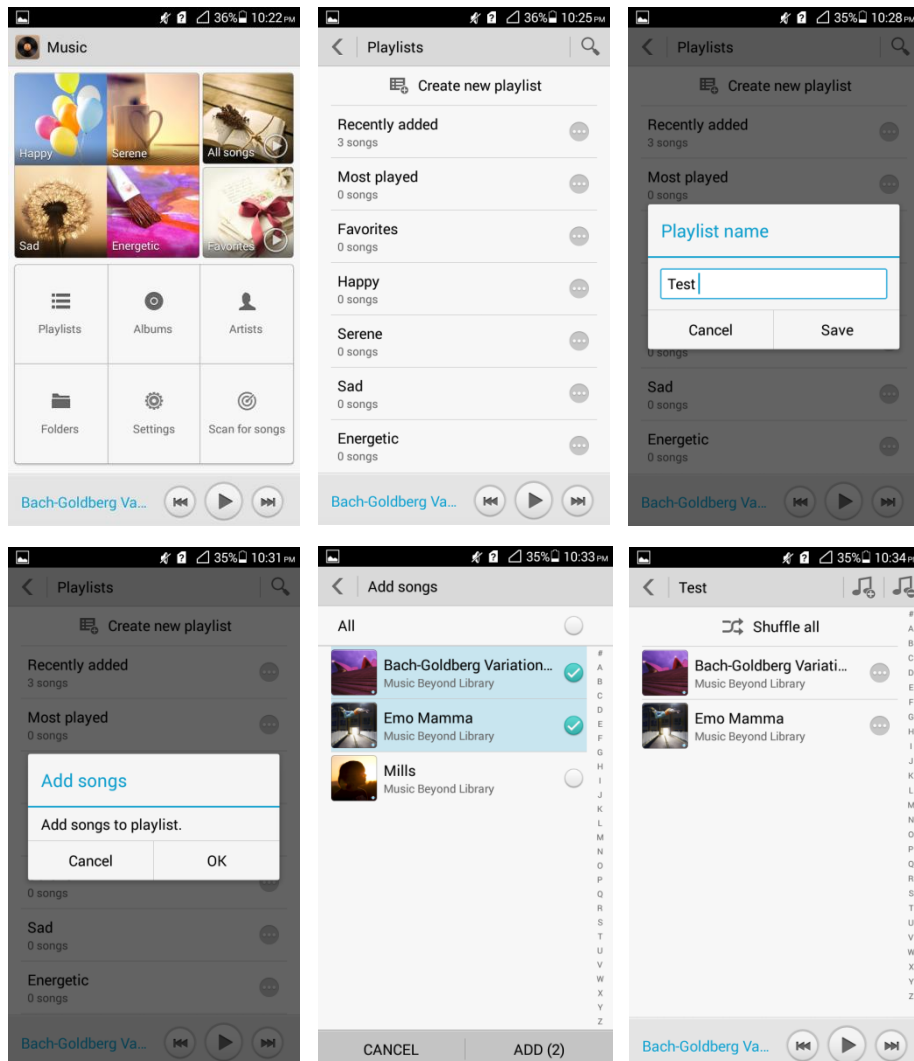 36% 10:22 PM
Music
Happy
Serene
All songs
Sad
Energetic
Favorites
Playlists
Albums
Artists
Folders
Settings
Scan for songs
Bach-Goldberg Va...
36% 10:25 PM
Playlists
Create new playlist
Recently added
3 songs
Most played
0 songs
Favorites
0 songs
Happy
0 songs
Serene
0 songs
Sad
0 songs
Energetic
0 songs
Bach-Goldberg Va...
35% 10:28 PM
Playlists
Create new playlist
Recently added
3 songs
Most played
0 songs
Playlist name
Test
Cancel
Save
0 songs
Sad
0 songs
Energetic
0 songs
Bach-Goldberg Va...
35% 10:31 PM
Playlists
Create new playlist
Recently added
3 songs
Most played
0 songs
Add songs
Add songs to playlist.
Cancel
OK
0 songs
Sad
0 songs
Energetic
0 songs
Bach-Goldberg Va...
35% 10:33 PM
Add songs
All
Bach-Goldberg Variation...
Music Beyond Library
Emo Mamma
Music Beyond Library
Mills
Music Beyond Library
#
A
B
C
D
E
F
G
H
I
J
K
L
M
N
O
P
Q
R
S
T
U
V
W
X
Y
Z
CANCEL
ADD (2)
35% 10:34 P
Test
Shuffle all
Bach-Goldberg Variati...
Music Beyond Library
Emo Mamma
Music Beyond Library
#
A
B
C
D
E
F
G
H
I
J
K
L
M
N
O
P
Q
R
S
T
U
V
W
X
Y
Z
Bach-Goldberg Va...